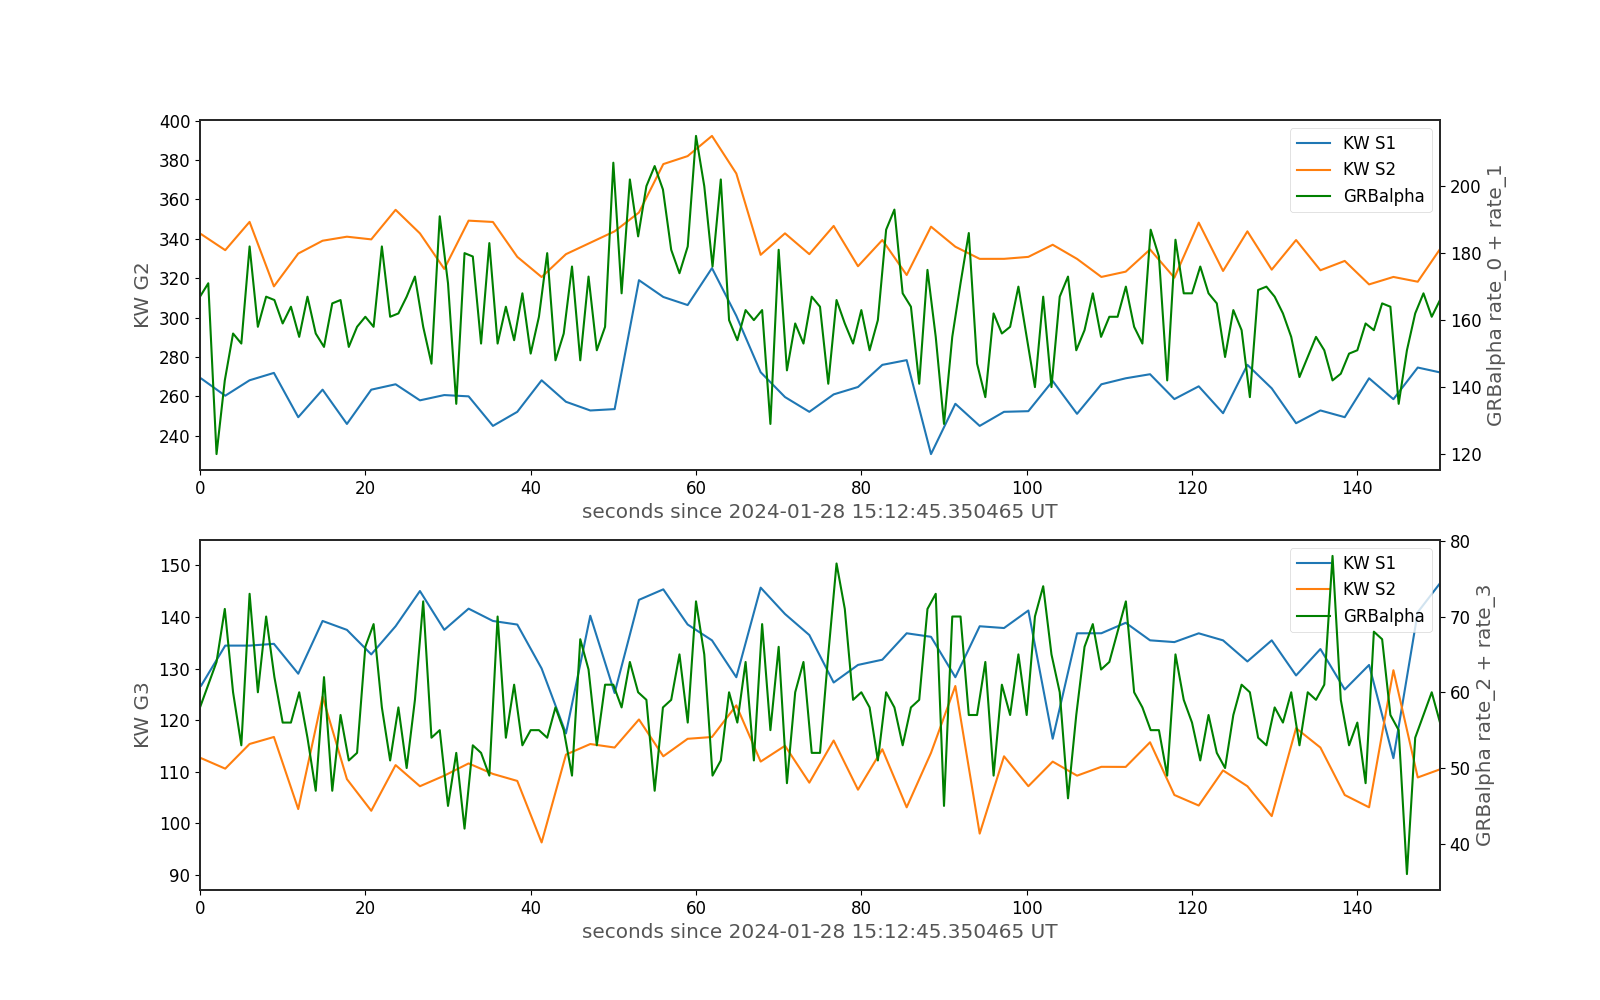 400
380
360
340
320
300
280
260
240
KW G2
KW S1
KW S2
GRBalpha
200
180
160
140
120
GRBalpha rate_0 + rate_1
0 20 40 60 80 100 120 140
seconds since 2024-01-28 15:12:45.350465 UT
150
140
130
120
110
100
90
KW G3
KW S1
KW S2
GRBalpha
80
70
60
50
40
GRBalpha rate_2 + rate_3
0 20 40 60 80 100 120 140
seconds since 2024-01-28 15:12:45.350465 UT